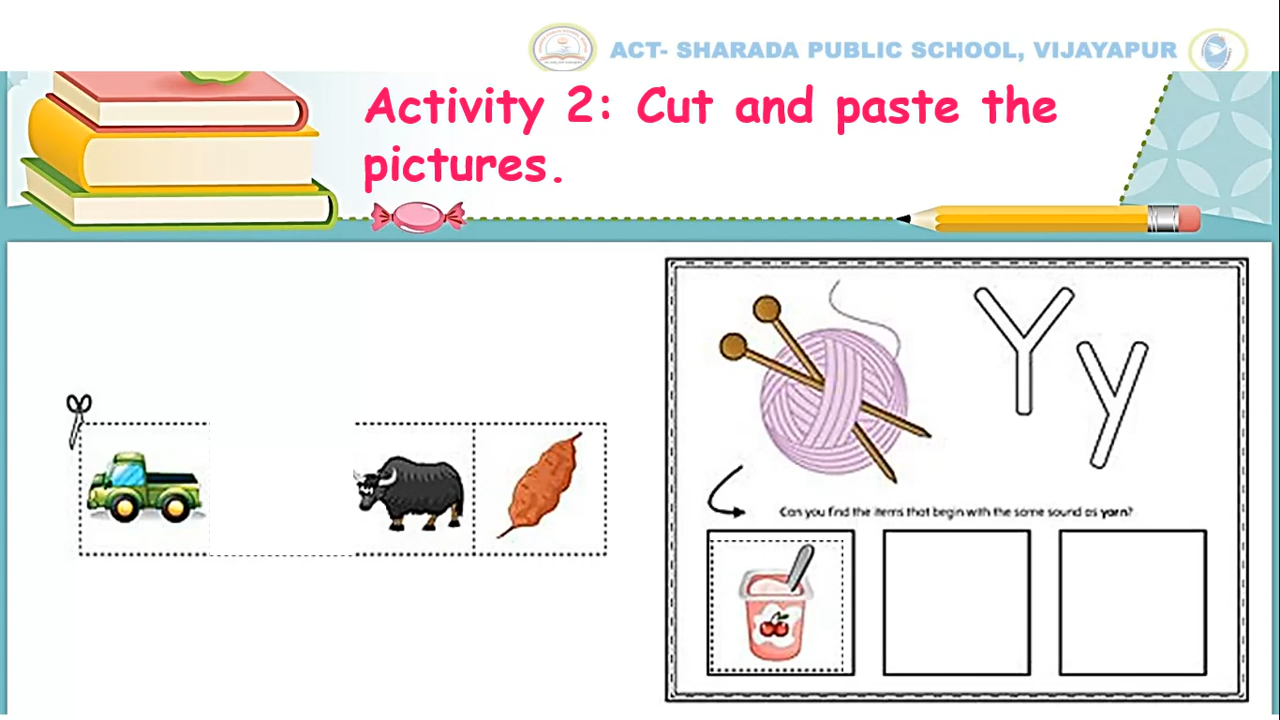 ACT- SHARADA PUBLIC SCHOOL, VIJAYAPUR
Activity 2: Cut and paste the
pictures.
Yy
Can you find the items that begin with the same sound as yarn?